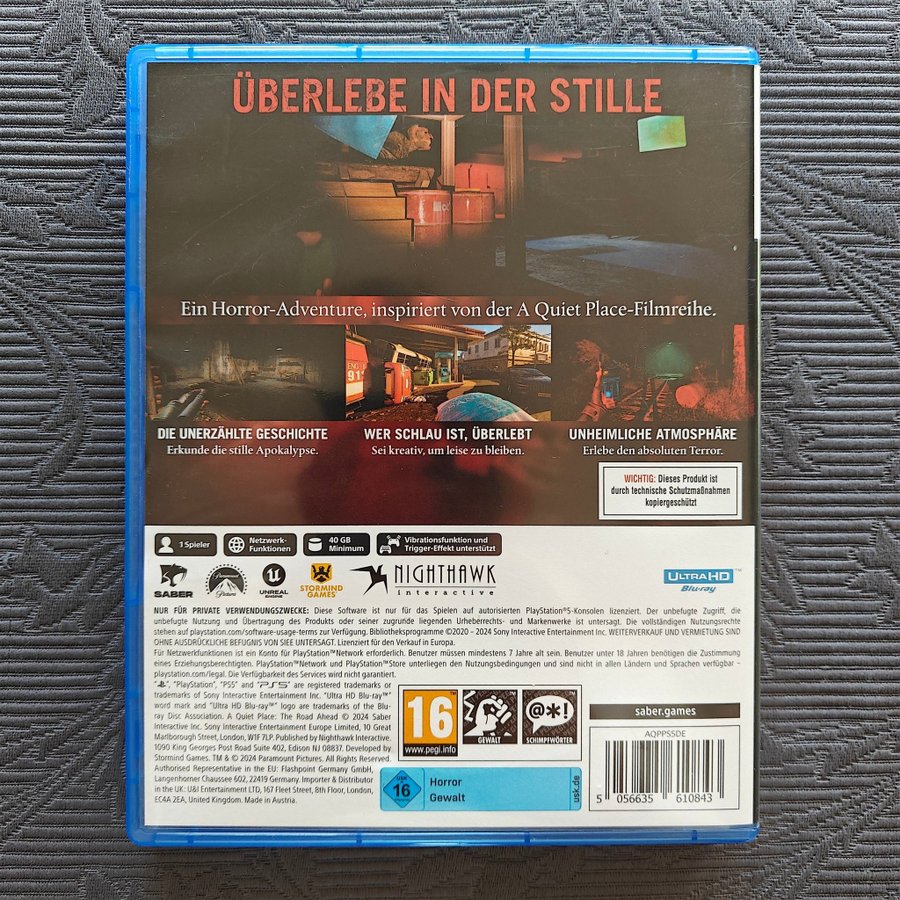 ÜBERLEBE IN DER STILLE
Ein Horror-Adventure, inspiriert von der A Quiet Place-Filmreihe.
DIE UNERZÄHLTE GESCHICHTE
Erkunde die stille Apokalypse.
WER SCHLAU IST, ÜBERLEBT
Sei kreativ, um leise zu bleiben.
UNHEIMLICHE ATMOSPHÄRE
Erlebe den absoluten Terror.
WICHTIG: Dieses Produkt ist
durch technische Schutzmaßnahmen
kopiergeschützt
1 Spieler
Netzwerk-
Funktionen
40 GB
Minimum
Vibrationsfunktion und
Trigger-Effekt unterstützt
SABER
Paramount
UNREAL
ENGINE
STORMIND
GAMES
NIGHTHAWK
interactive
ULTRA HD™
Blu-ray
NUR FÜR PRIVATE VERWENDUNGSZWECKE: Diese Software ist nur für das Spielen auf autorisierten PlayStation®5-Konsolen lizenziert. Der unbefugte Zugriff, die
unbefugte Nutzung und Übertragung des Produkts oder seiner zugrunde liegenden Urheberrechts- und Markenwerke ist untersagt. Die vollständigen Nutzungsrechte
stehen auf playstation.com/software-usage-terms zur Verfügung. Bibliotheksprogramme ©2020 – 2024 Sony Interactive Entertainment Inc. WEITERVERKAUF UND VERMIETUNG SIND
OHNE AUSDRÜCKLICHE BEFUGNIS VON SIEE UNTERSAGT. Lizenziert für den Verkauf in Europa.
Für Netzwerkfunktionen ist ein Konto für PlayStation™Network erforderlich. Benutzer müssen mindestens 7 Jahre alt sein. Benutzer unter 18 Jahren benötigen die Zustimmung
eines Erziehungsberechtigten. PlayStation™Network und PlayStation™Store unterliegen den Nutzungsbedingungen und sind nicht in allen Ländern und Sprachen verfügbar –
playstation.com/legal. Die Verfügbarkeit des Services wird nicht garantiert.
"PlayStation", "PS5" and "PS5" are registered trademarks or
trademarks of Sony Interactive Entertainment Inc. "Ultra HD Blu-ray™"
word mark and "Ultra HD Blu-ray™" logo are trademarks of the Blu-
ray Disc Association. A Quiet Place: The Road Ahead © 2024 Saber
Interactive Inc. Sony Interactive Entertainment Europe Limited, 10 Great
Marlborough Street, London, W1F 7LP. Published by Nighthawk Interactive.
1090 King Georges Post Road Suite 402, Edison NJ 08837. Developed by
Stormind Games. TM & © 2024 Paramount Pictures. All Rights Reserved.
Authorised Representative in the EU: Flashpoint Germany GmbH,
Langenhorner Chaussee 602, 22419 Germany. Importer & Distributor
in the UK: U&I Entertainment LTD, 167 Fleet Street, 8th Floor, London,
EC4A 2EA, United Kingdom. Made in Austria.
16
www.pegi.info
GEWALT
@*!
SCHIMPFWÖRTER
USK
16
Horror
Gewalt
usk.de
saber.games
AQPPS5DE
5 056635 610843